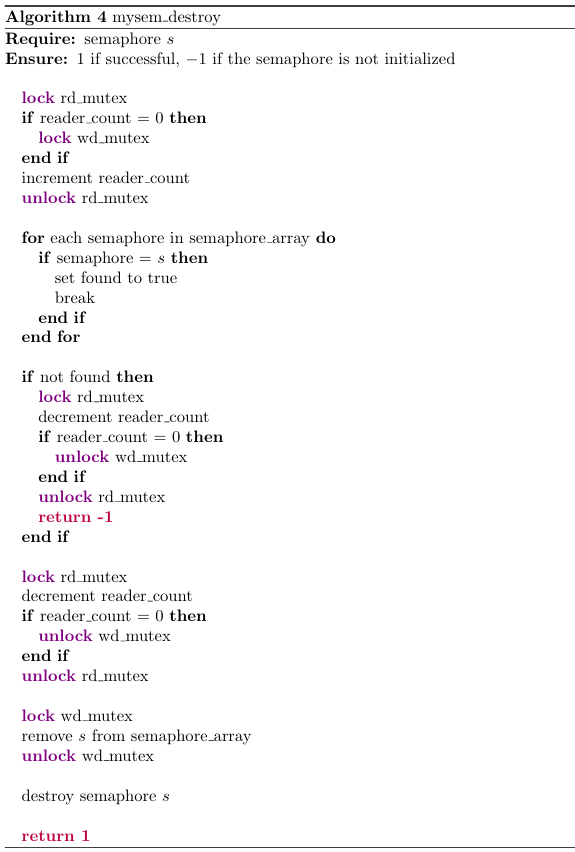 Algorithm 4 mysem_destroy
Require: semaphore s
Ensure: 1 if successful, −1 if the semaphore is not initialized
lock rd_mutex
if reader_count = 0 then
lock wd_mutex
end if
increment reader_count
unlock rd_mutex
for each semaphore in semaphore_array do
if semaphore = s then
set found to true
break
end if
end for
if not found then
lock rd_mutex
decrement reader_count
if reader_count = 0 then
unlock wd_mutex
end if
unlock rd_mutex
return -1
end if
lock rd_mutex
decrement reader_count
if reader_count = 0 then
unlock wd_mutex
end if
unlock rd_mutex
lock wd_mutex
remove s from semaphore_array
unlock wd_mutex
destroy semaphore s
return 1